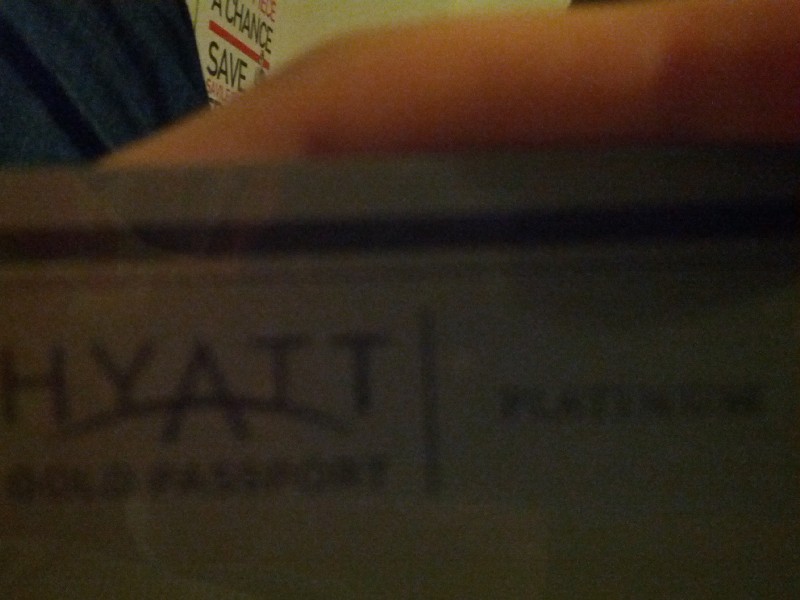 A CHANCE
SAVE
HYATT
GOLD PASSPORT
PLATINUM